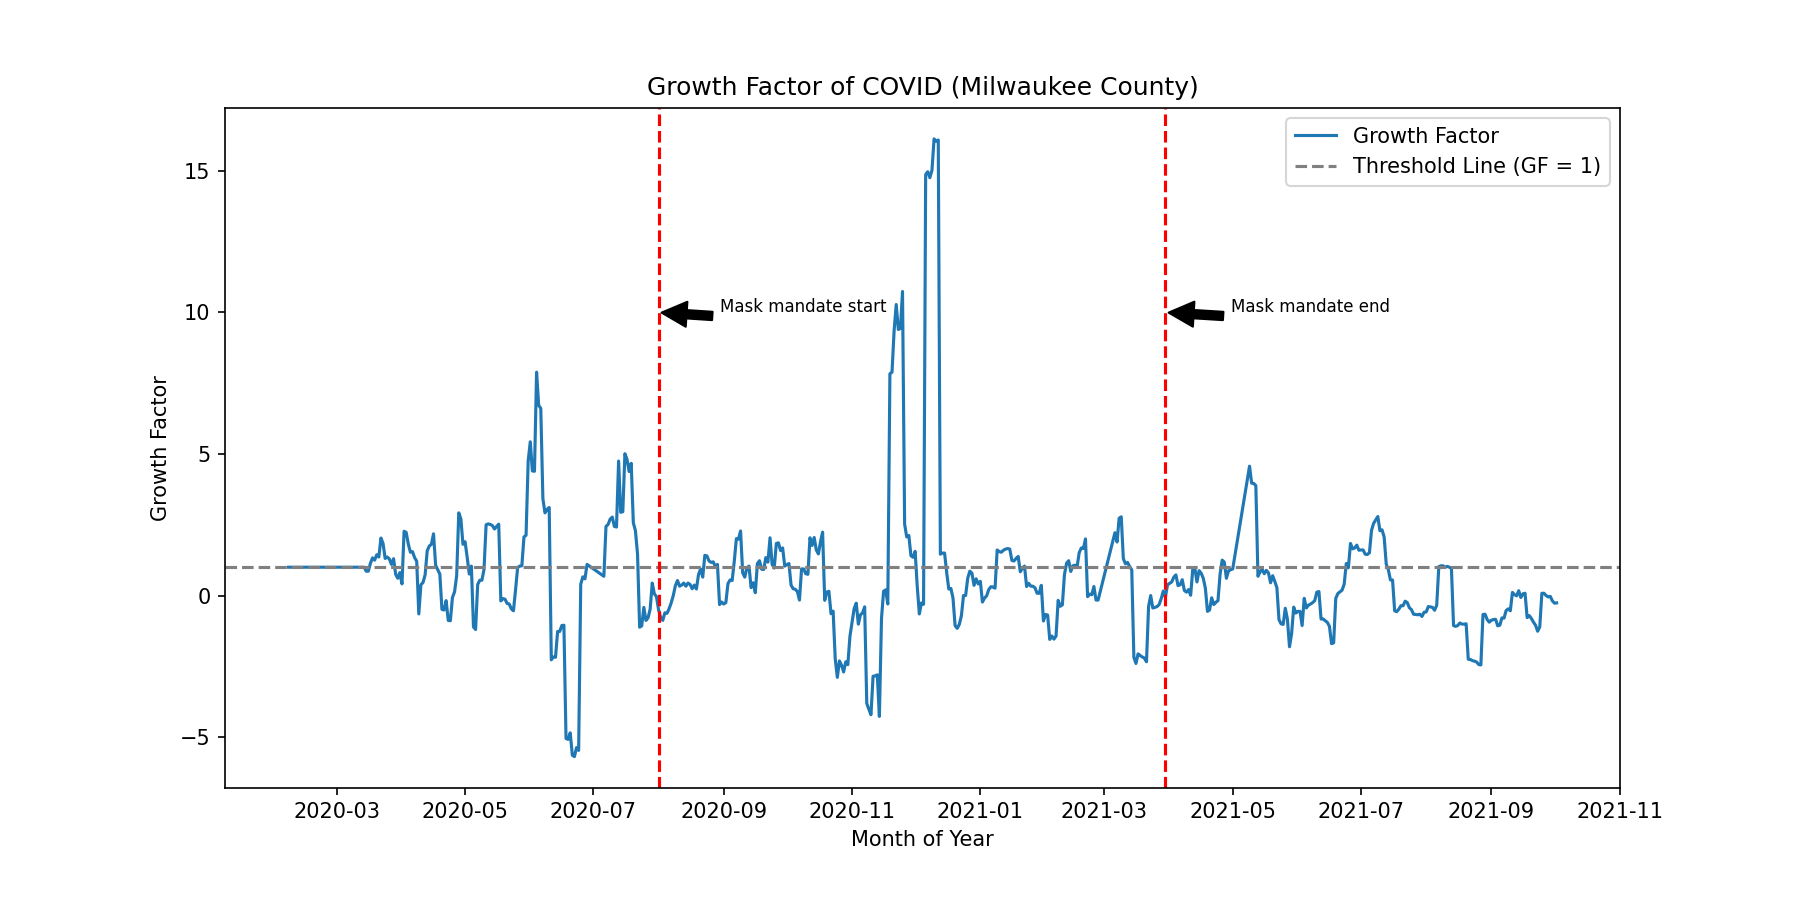 Growth Factor of COVID (Milwaukee County)
Growth Factor
Threshold Line (GF = 1)
15
10
5
0
−5
Growth Factor
Mask mandate start
Mask mandate end
2020-03 2020-05 2020-07 2020-09 2020-11 2021-01 2021-03 2021-05 2021-07 2021-09 2021-11
Month of Year